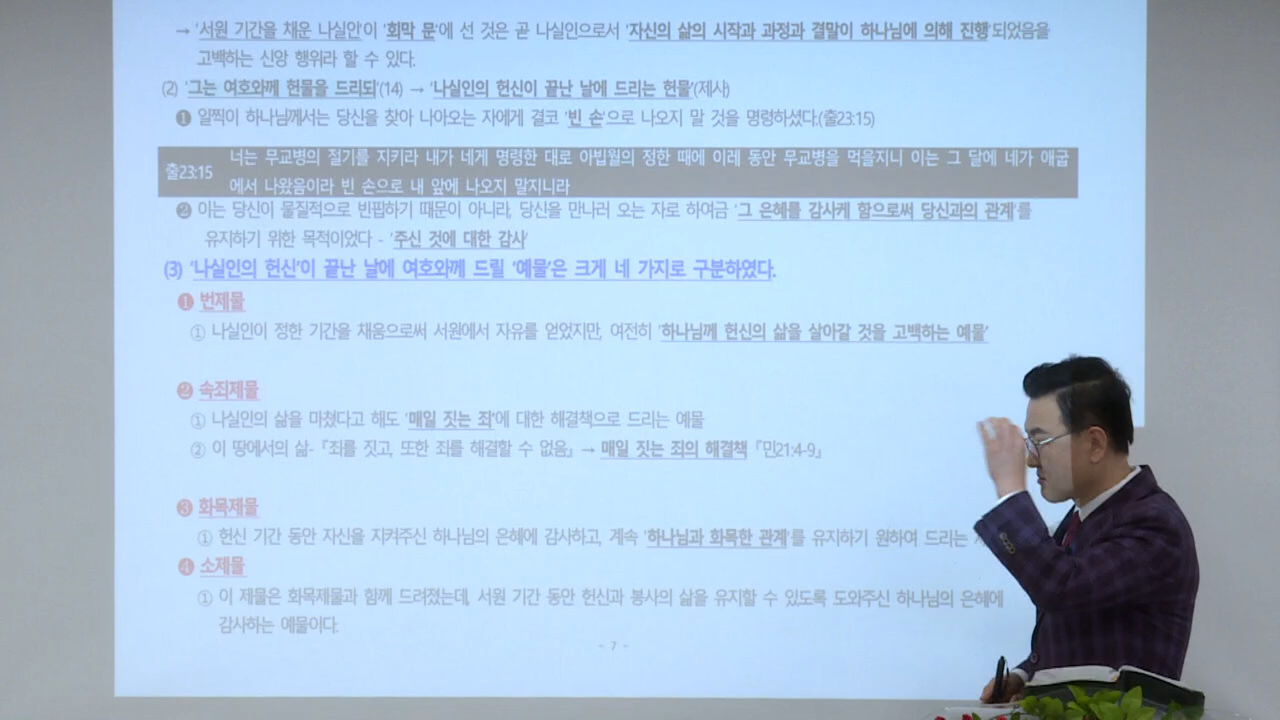 → '서원 기간을 채운 나실인'이 '회막 문'에 선 것은 곧 나실인으로서 '자신의 삶의 시작과 과정과 결말이 하나님에 의해 진행'되었음을
고백하는 신앙 행위라 할 수 있다.
(2) '그는 여호와께 헌물을 드리되'(14) → '나실인의 헌신이 끝난 날에 드리는 헌물'(제사)
❶ 일찍이 하나님께서는 당신을 찾아 나아오는 자에게 결코 '빈 손'으로 나오지 말 것을 명령하셨다.(출23:15)
출23:15 너는 무교병의 절기를 지키라 내가 네게 명령한 대로 아빕월의 정한 때에 이레 동안 무교병을 먹을지니 이는 그 달에 네가 애굽
에서 나왔음이라 빈 손으로 내 앞에 나오지 말지니라
❷ 이는 당신이 물질적으로 빈핍하기 때문이 아니라, 당신을 만나러 오는 자로 하여금 '그 은혜를 감사케 함으로써 당신과의 관계'를
유지하기 위한 목적이었다 - '주신 것에 대한 감사'
(3) '나실인의 헌신'이 끝난 날에 여호와께 드릴 '예물'은 크게 네 가지로 구분하였다.
❶ 번제물
① 나실인이 정한 기간을 채움으로써 서원에서 자유를 얻었지만, 여전히 '하나님께 헌신의 삶을 살아갈 것을 고백하는 예물'
❷ 속죄제물
① 나실인의 삶을 마쳤다고 해도 '매일 짓는 죄'에 대한 해결책으로 드리는 예물
② 이 땅에서의 삶-『죄를 짓고, 또한 죄를 해결할 수 없음』 → 매일 짓는 죄의 해결책 『민21:4-9』
❸ 화목제물
① 헌신 기간 동안 자신을 지켜주신 하나님의 은혜에 감사하고, 계속 '하나님과 화목한 관계'를 유지하기 원하여 드리는
❹ 소제물
① 이 제물은 화목제물과 함께 드려졌는데, 서원 기간 동안 헌신과 봉사의 삶을 유지할 수 있도록 도와주신 하나님의 은혜에
감사하는 예물이다.
- 7 -